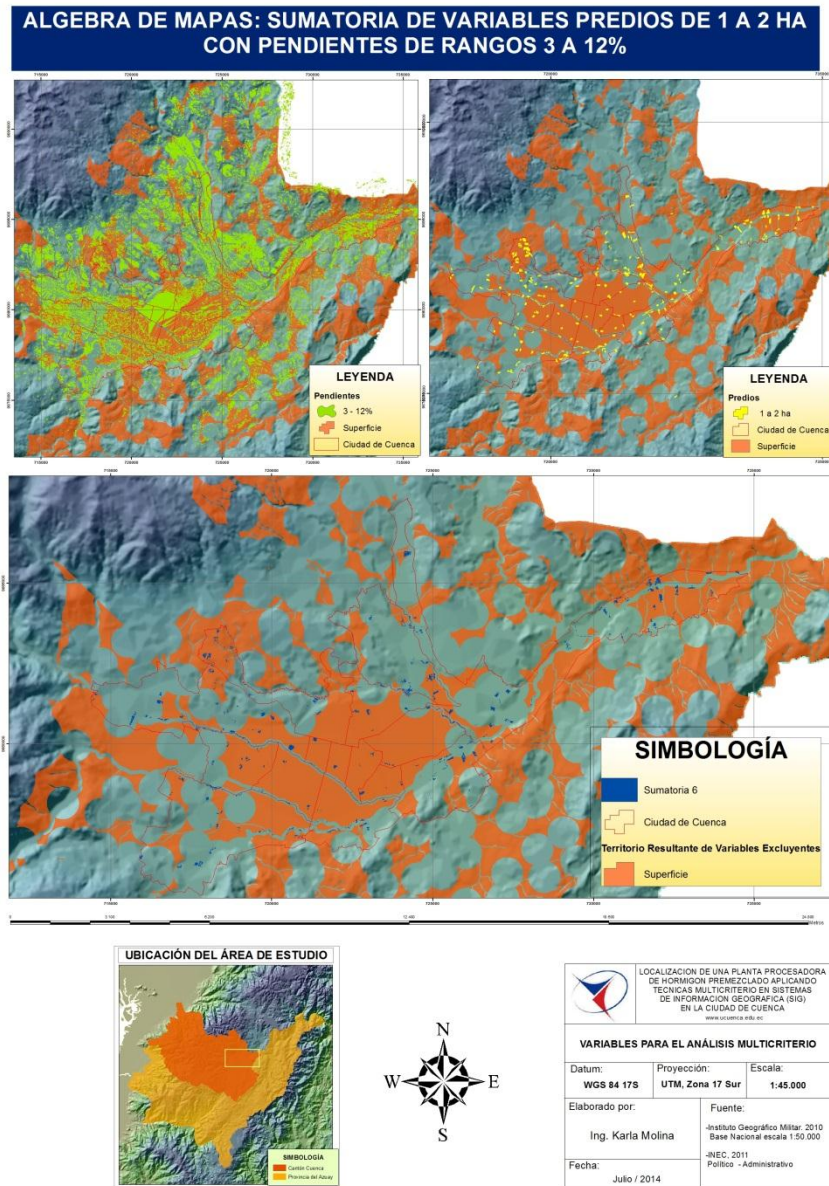 ALGEBRA DE MAPAS: SUMATORIA DE VARIABLES PREDIOS DE 1 A 2 HA
CON PENDIENTES DE RANGOS 3 A 12%
LEYENDA
Pendientes
3 - 12%
Superficie
Ciudad de Cuenca
LEYENDA
Predios
1 a 2 ha
Ciudad de Cuenca
Superficie
SIMBOLOGÍA
Sumatoria 6
Ciudad de Cuenca
Territorio Resultante de Variables Excluyentes
Superficie
UBICACIÓN DEL ÁREA DE ESTUDIO
SIMBOLOGÍA
Cantón Cuenca
Provincia del Azuay
N
W
E
S
LOCALIZACION DE UNA PLANTA PROCESADORA
DE HORMIGON PREMEZCLADO APLICANDO
TECNICAS MULTICRITERIO EN SISTEMAS
DE INFORMACION GEOGRAFICA (SIG)
EN LA CIUDAD DE CUENCA
www.ucuenca.edu.ec
VARIABLES PARA EL ANÁLISIS MULTICRITERIO
Datum:
WGS 84 17S
Proyección:
UTM, Zona 17 Sur
Escala:
1:45.000
Elaborado por:
Ing. Karla Molina
Fecha:
Julio / 2014
Fuente:
-Instituto Geográfico Militar. 2010
Base Nacional escala 1:50.000
-INEC, 2011
Político - Administrativo